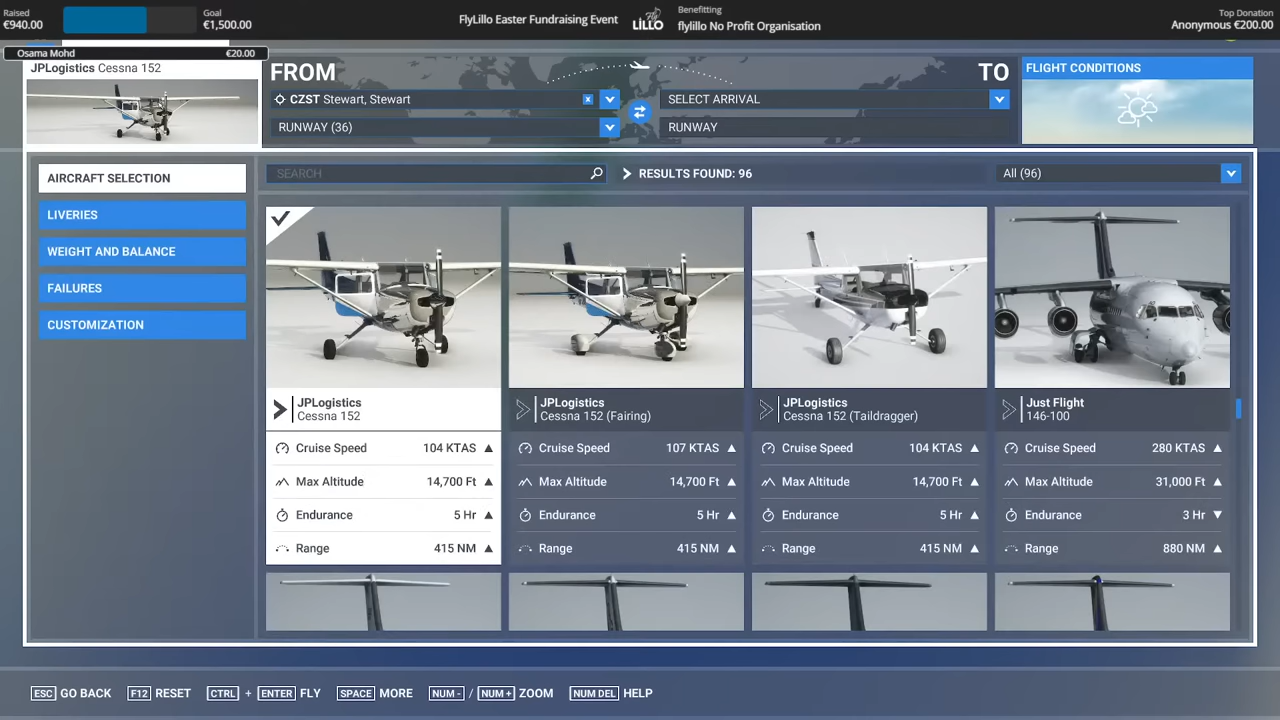 Raised
€940.00
Goal
€1,500.00
FlyLillo Easter Fundraising Event
Fly
LILLO
Benefitting
flylillo No Profit Organisation
Top Donation
Anonymous €200.00
Osama Mohd €20.00
JPLogistics Cessna 152
FROM
TO
FLIGHT CONDITIONS
CZST Stewart, Stewart
x
SELECT ARRIVAL
RUNWAY (36)
RUNWAY
AIRCRAFT SELECTION
LIVERIES
WEIGHT AND BALANCE
FAILURES
CUSTOMIZATION
SEARCH
RESULTS FOUND: 96
All (96)
JPLogistics
Cessna 152
Cruise Speed 104 KTAS
Max Altitude 14,700 Ft
Endurance 5 Hr
Range 415 NM
JPLogistics
Cessna 152 (Fairing)
Cruise Speed 107 KTAS
Max Altitude 14,700 Ft
Endurance 5 Hr
Range 415 NM
JPLogistics
Cessna 152 (Taildragger)
Cruise Speed 104 KTAS
Max Altitude 14,700 Ft
Endurance 5 Hr
Range 415 NM
Just Flight
146-100
Cruise Speed 280 KTAS
Max Altitude 31,000 Ft
Endurance 3 Hr
Range 880 NM
ESC GO BACK F12 RESET CTRL + ENTER FLY SPACE MORE NUM - / NUM + ZOOM NUM DEL HELP